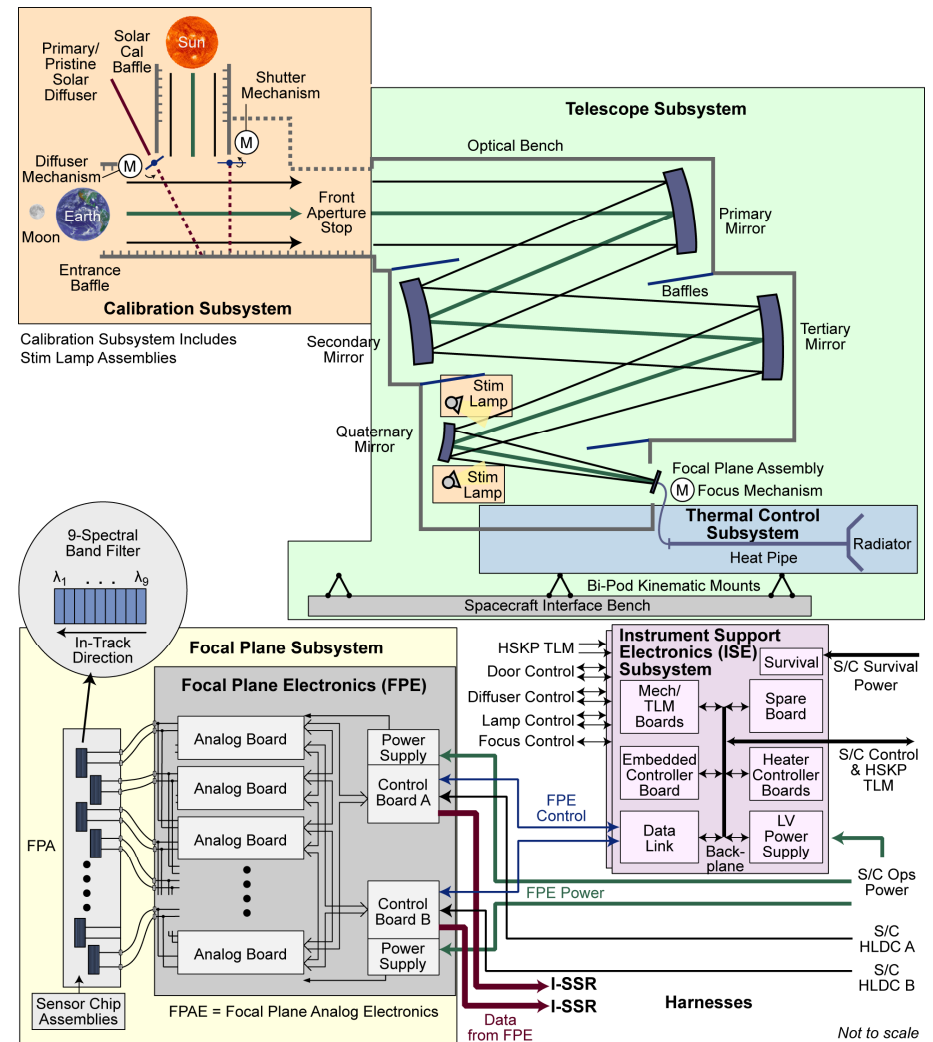 Primary/
Pristine
Solar
Diffuser
Solar
Cal
Baffle
Sun
Shutter
Mechanism
M
Diffuser
Mechanism
M
Earth
Moon
Front
Aperture
Stop
Entrance
Baffle
Calibration Subsystem
Calibration Subsystem Includes
Stim Lamp Assemblies
Telescope Subsystem
Optical Bench
Primary
Mirror
Baffles
Secondary
Mirror
Tertiary
Mirror
Stim
Lamp
Quaternary
Mirror
Stim
Lamp
Focal Plane Assembly
M Focus Mechanism
Thermal Control
Subsystem
Heat Pipe
Radiator
Bi-Pod Kinematic Mounts
Spacecraft Interface Bench
9-Spectral
Band Filter
λ1 . . . λ9
In-Track
Direction
Focal Plane Subsystem
Focal Plane Electronics (FPE)
Analog Board
Analog Board
Analog Board
Analog Board
Power
Supply
Control
Board A
Control
Board B
Power
Supply
FPA
Sensor Chip
Assemblies
FPAE = Focal Plane Analog Electronics
HSKP TLM
Door Control
Diffuser Control
Lamp Control
Focus Control
Instrument Support
Electronics (ISE)
Subsystem
Survival
Mech/
TLM
Boards
Spare
Board
Embedded
Controller
Board
Heater
Controller
Boards
Data
Link
LV
Power
Supply
Back-
plane
S/C Survival
Power
S/C Control
& HSKP
TLM
S/C Ops
Power
FPE
Control
FPE Power
S/C
HLDC A
S/C
HLDC B
I-SSR
I-SSR
Data
from FPE
Harnesses
Not to scale